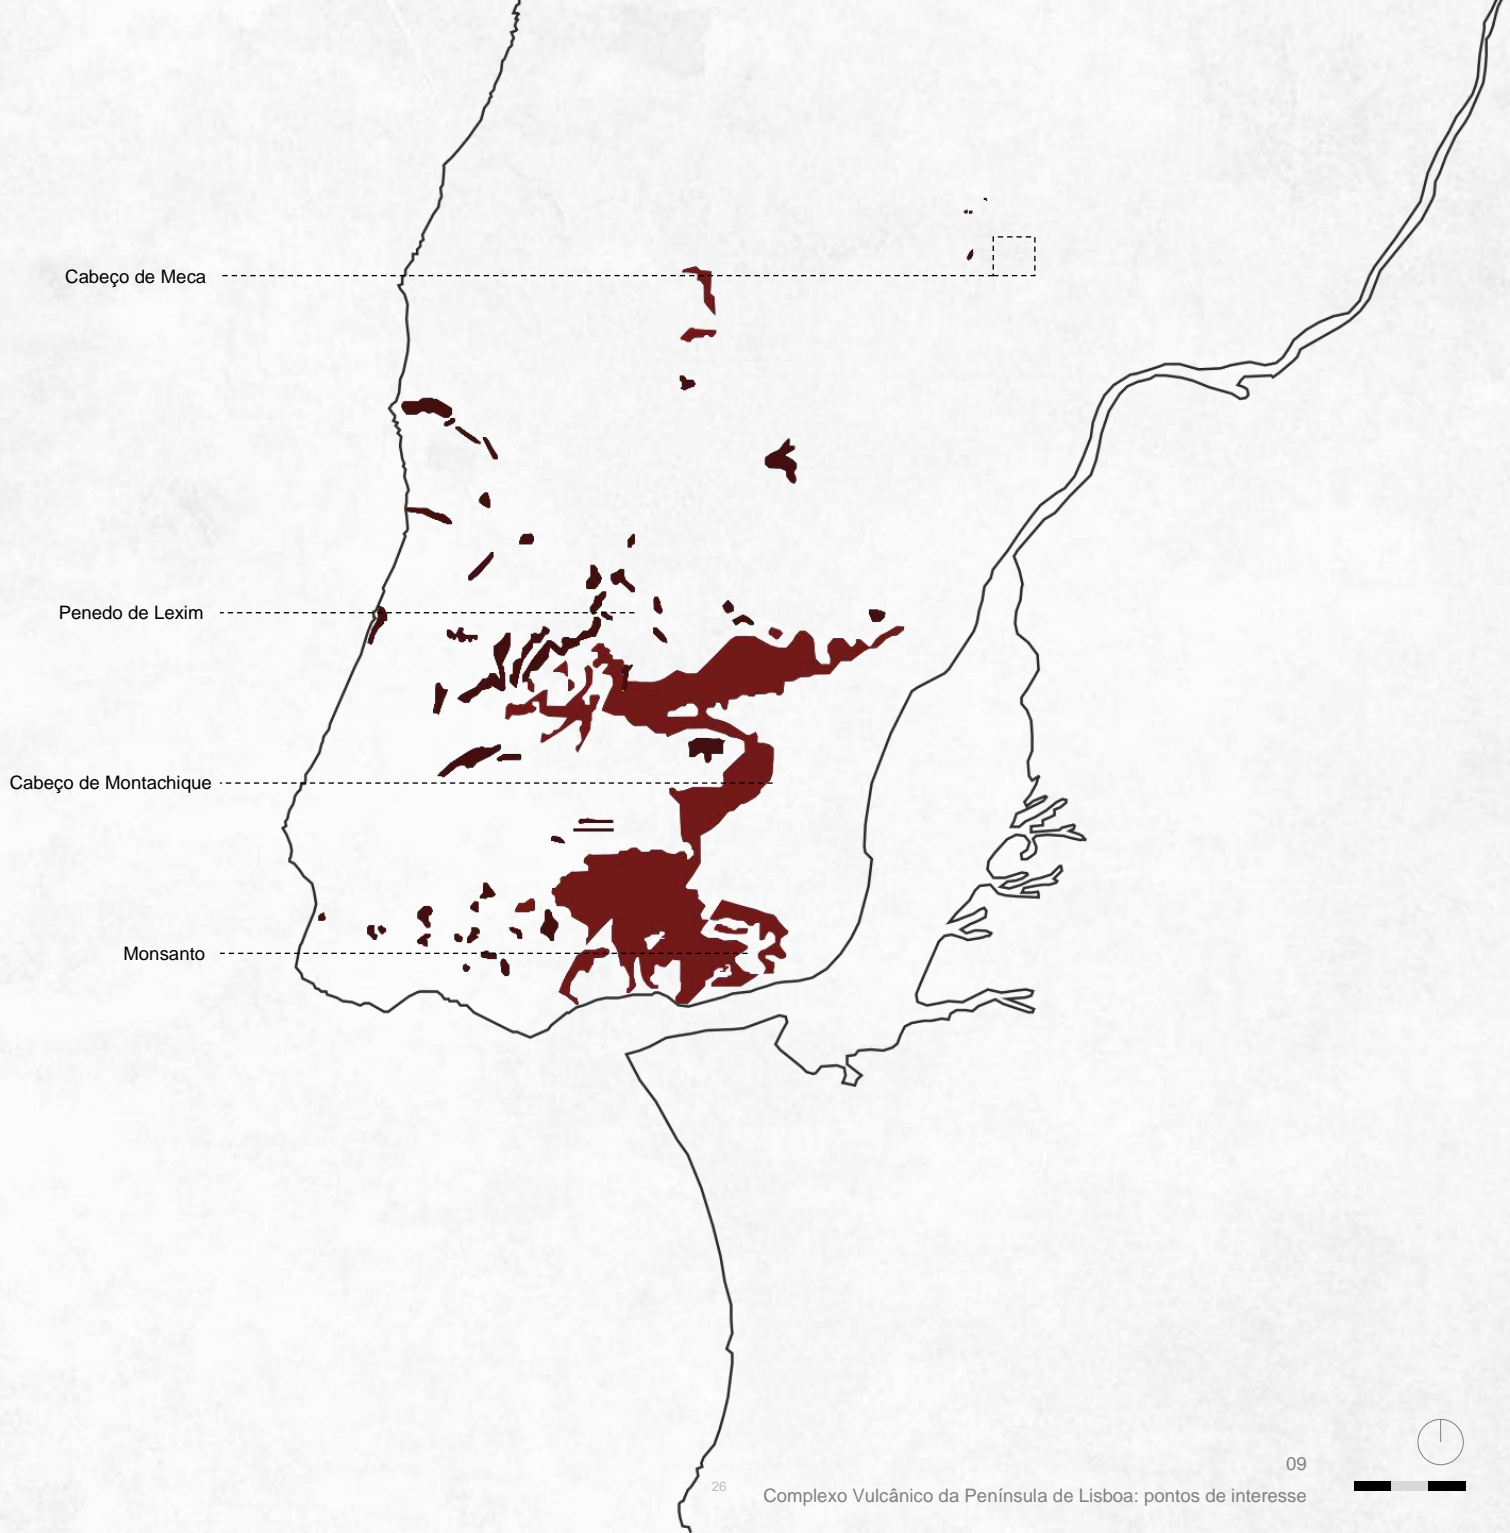 Cabeço de Meca
Penedo de Lexim
Cabeço de Montachique
Monsanto
09
26
Complexo Vulcânico da Península de Lisboa: pontos de interesse